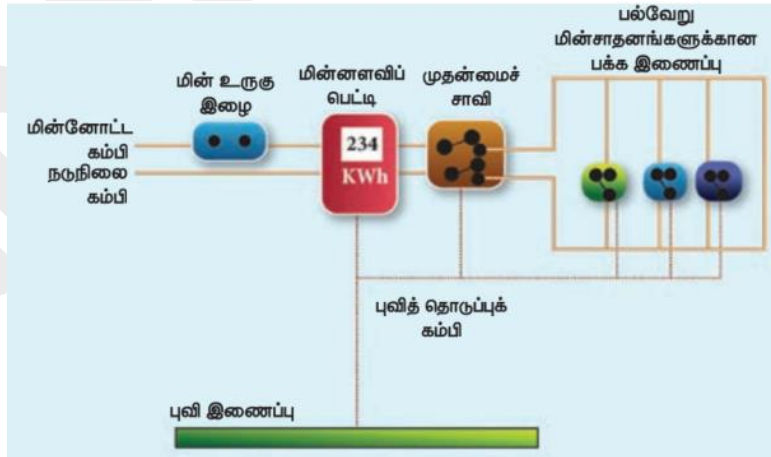 பல்வேறு
மின்சாதனங்களுக்கான
பக்க இணைப்பு
மின் உருகு
இழை
மின்னளவிப்
பெட்டி
முதன்மைச்
சாவி
மின்னோட்ட
கம்பி
நடுநிலை
கம்பி
234
KWh
புவித் தொடுப்புக்
கம்பி
புவி இணைப்பு